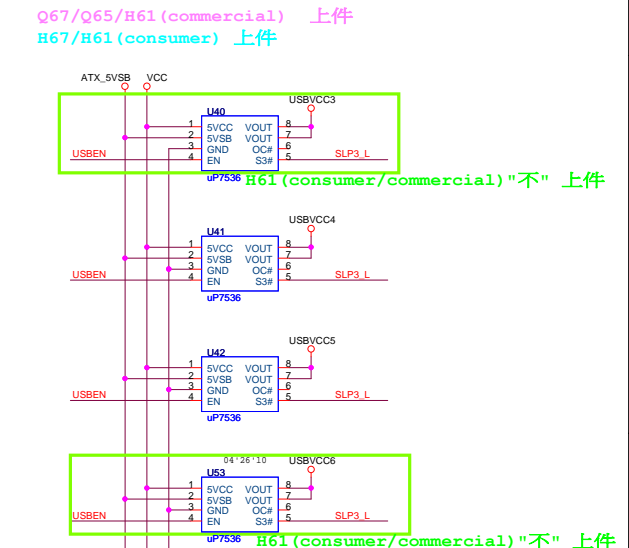 Q67/Q65/H61(commercial) 上件
H67/H61(consumer) 上件
ATX_5VSB VCC
USBVCC3
U40
1 5VCC VOUT 8
2 5VSB VOUT 7
3 GND OC# 6
USBEN 4 EN S3# 5 SLP3_L
uP7536
H61(consumer/commercial)"不" 上件
USBVCC4
U41
1 5VCC VOUT 8
2 5VSB VOUT 7
3 GND OC# 6
USBEN 4 EN S3# 5 SLP3_L
uP7536
USBVCC5
U42
1 5VCC VOUT 8
2 5VSB VOUT 7
3 GND OC# 6
USBEN 4 EN S3# 5 SLP3_L
uP7536
04'26'10 USBVCC6
U53
1 5VCC VOUT 8
2 5VSB VOUT 7
3 GND OC# 6
USBEN 4 EN S3# 5 SLP3_L
uP7536
H61(consumer/commercial)"不" 上件